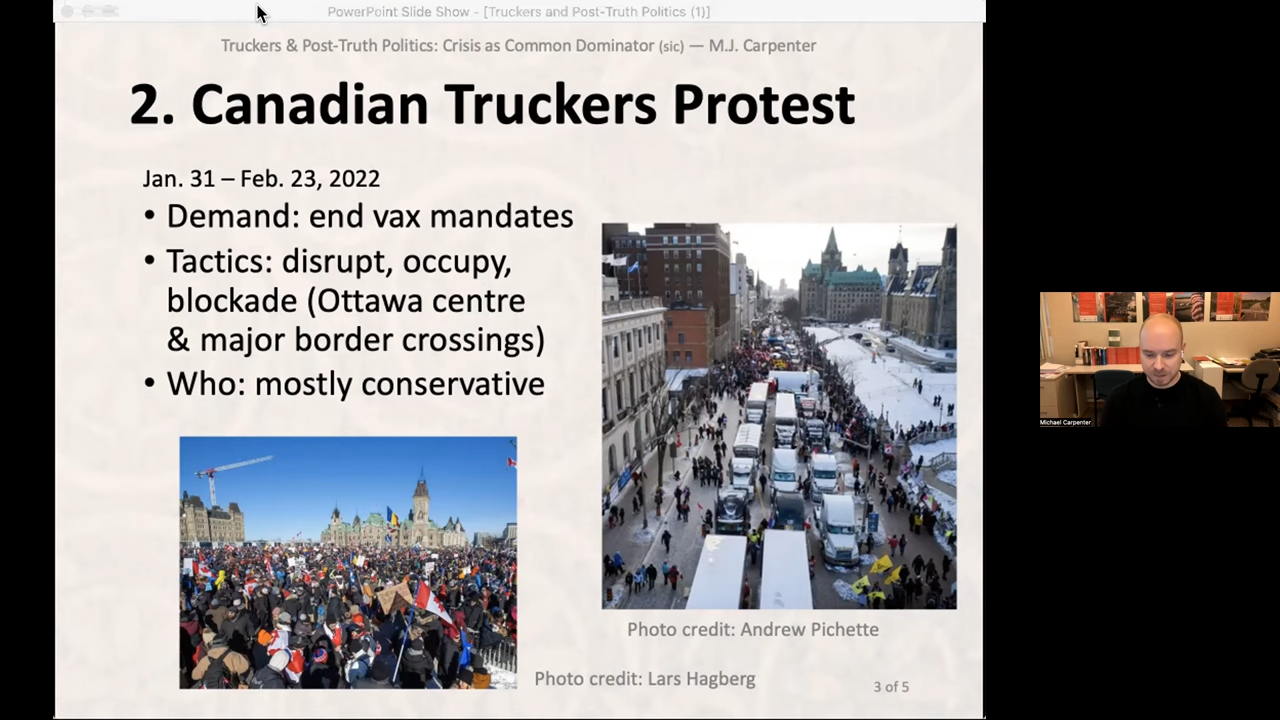 PowerPoint Slide Show - [Truckers and Post-Truth Politics (1)]
Truckers & Post-Truth Politics: Crisis as Common Dominator (sic) — M.J. Carpenter
2. Canadian Truckers Protest
Jan. 31 – Feb. 23, 2022
• Demand: end vax mandates
• Tactics: disrupt, occupy,
blockade (Ottawa centre
& major border crossings)
• Who: mostly conservative
Photo credit: Andrew Pichette
Photo credit: Lars Hagberg
3 of 5
Michael Carpenter